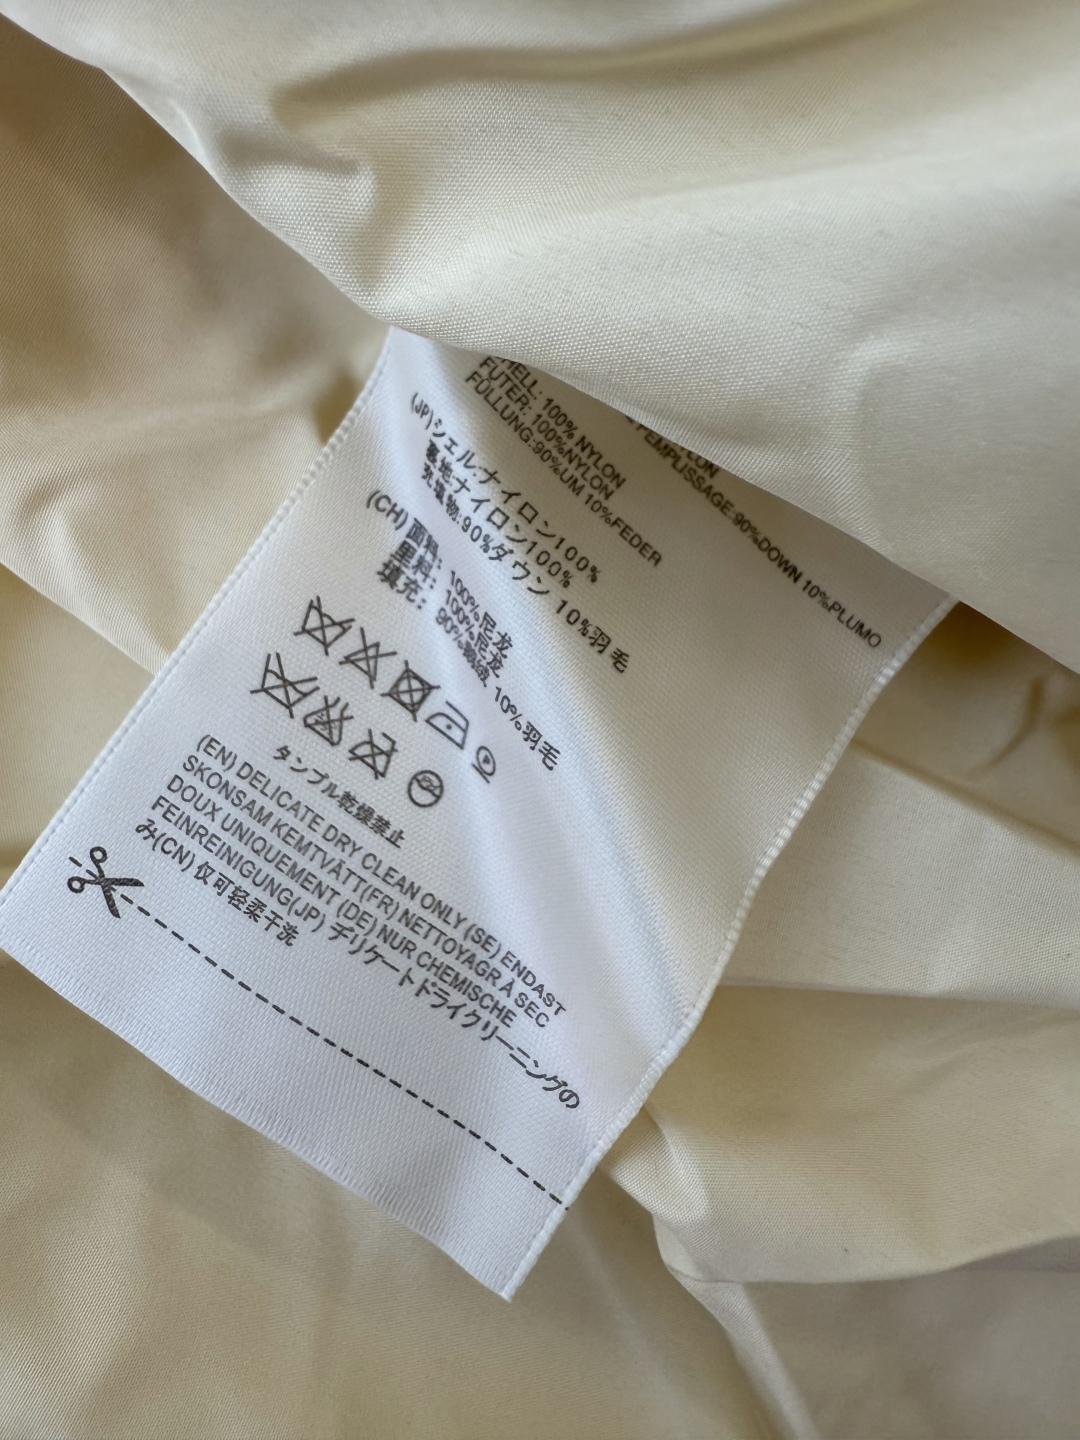 YLON
EMPLISSAGE:90%DOWN 10%PLUMO
HELL: 100% NYLON
FUTER: 100%NYLON
FÜLLUNG:90%UM 10%FEDER
(JP)シェル:ナイロン100%
裏地:ナイロン100%
充填物:90%ダウン 10%羽毛
(CH)面料: 100%尼龙
里料: 100%尼龙
填充: 90%鹅绒 10%羽毛
タンブル乾燥禁止
(EN) DELICATE DRY CLEAN ONLY (SE) ENDAST
SKONSAM KEMTVÄTT(FR) NETTOYAGR À SEC
DOUX UNIQUEMENT (DE) NUR CHEMISCHE
FEINREINIGUNG(JP) デリケートドライクリーニングの
み(CN) 仅可轻柔干洗